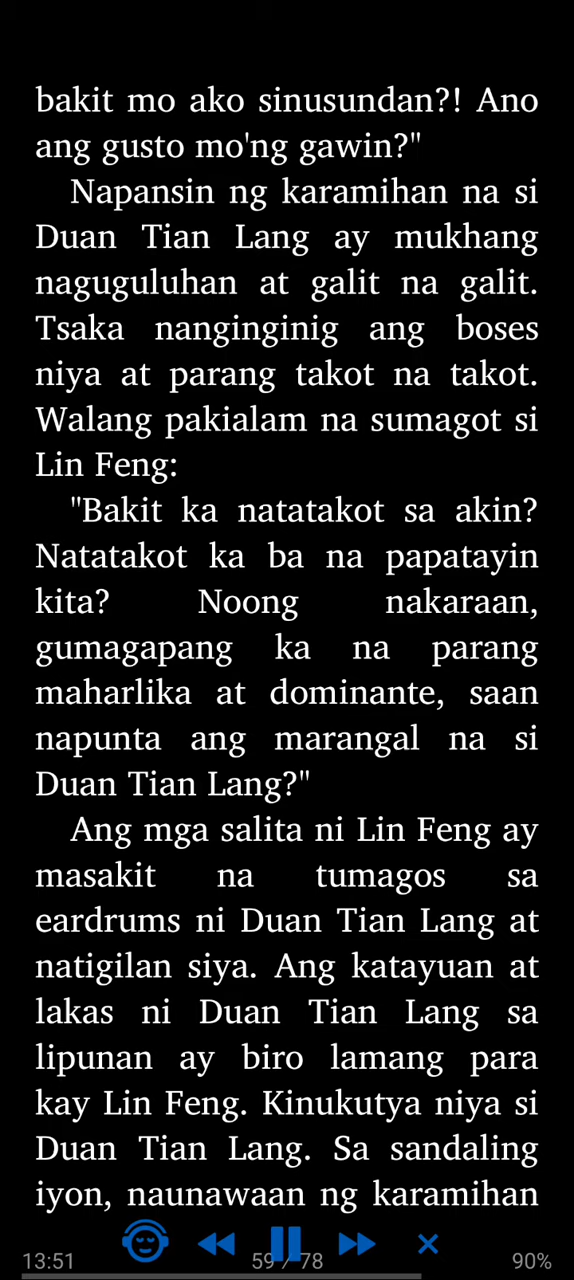 bakit mo ako sinusundan?! Ano
ang gusto mo'ng gawin?"
Napansin ng karamihan na si
Duan Tian Lang ay mukhang
naguguluhan at galit na galit.
Tsaka nanginginig ang boses
niya at parang takot na takot.
Walang pakialam na sumagot si
Lin Feng:
"Bakit ka natatakot sa akin?
Natatakot ka ba na papatayin
kita? Noong nakaraan,
gumagapang ka na parang
maharlika at dominante, saan
napunta ang marangal na si
Duan Tian Lang?"
Ang mga salita ni Lin Feng ay
masakit na tumagos sa
eardrums ni Duan Tian Lang at
natigilan siya. Ang katayuan at
lakas ni Duan Tian Lang sa
lipunan ay biro lamang para
kay Lin Feng. Kinukutya niya si
Duan Tian Lang. Sa sandaling
iyon, naunawaan ng karamihan
13:51 59 / 78 90%